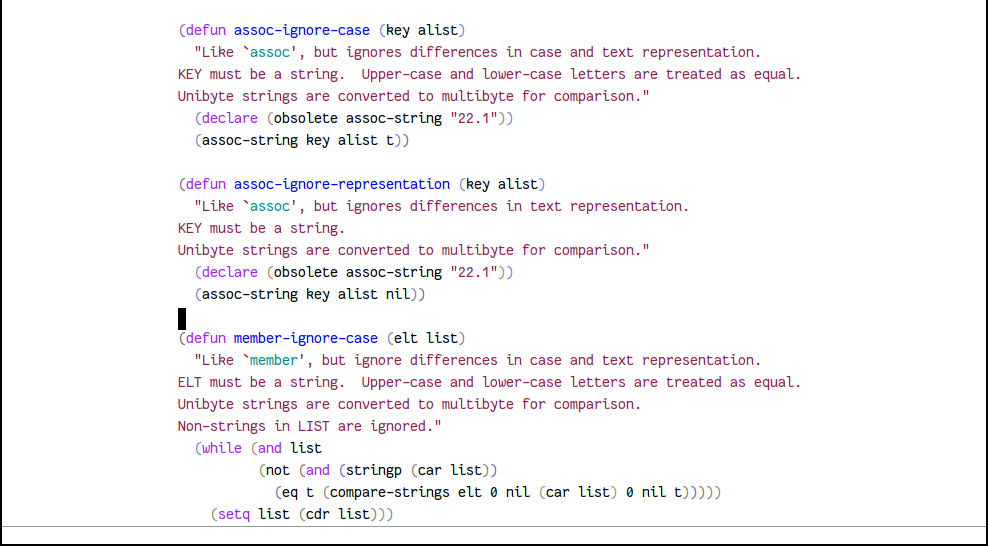 (defun assoc-ignore-case (key alist)
  "Like `assoc', but ignores differences in case and text representation.
KEY must be a string.  Upper-case and lower-case letters are treated as equal.
Unibyte strings are converted to multibyte for comparison."
  (declare (obsolete assoc-string "22.1"))
  (assoc-string key alist t))

(defun assoc-ignore-representation (key alist)
  "Like `assoc', but ignores differences in text representation.
KEY must be a string.
Unibyte strings are converted to multibyte for comparison."
  (declare (obsolete assoc-string "22.1"))
  (assoc-string key alist nil))

(defun member-ignore-case (elt list)
  "Like `member', but ignore differences in case and text representation.
ELT must be a string.  Upper-case and lower-case letters are treated as equal.
Unibyte strings are converted to multibyte for comparison.
Non-strings in LIST are ignored."
  (while (and list
          (not (and (stringp (car list))
            (eq t (compare-strings elt 0 nil (car list) 0 nil t)))))
    (setq list (cdr list)))